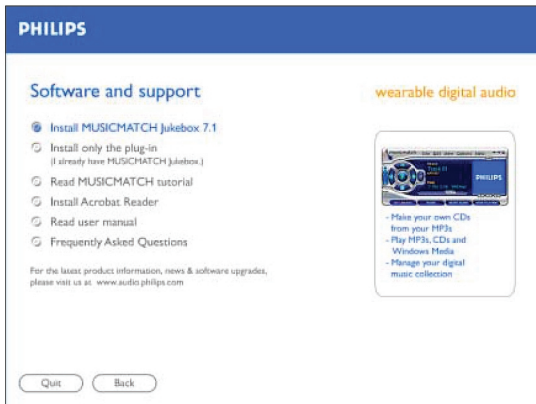 PHILIPS
Software and support
Install MUSICMATCH Jukebox 7.1
Install only the plug-in
(I already have MUSICMATCH Jukebox.)
Read MUSICMATCH tutorial
Install Acrobat Reader
Read user manual
Frequently Asked Questions
For the latest product information, news & software upgrades,
please visit us at www.audio.philips.com
Quit
Back
wearable digital audio
PHILIPS
- Make your own CDs
from your MP3s
- Play MP3s, CDs and
Windows Media
- Manage your digital
music collection